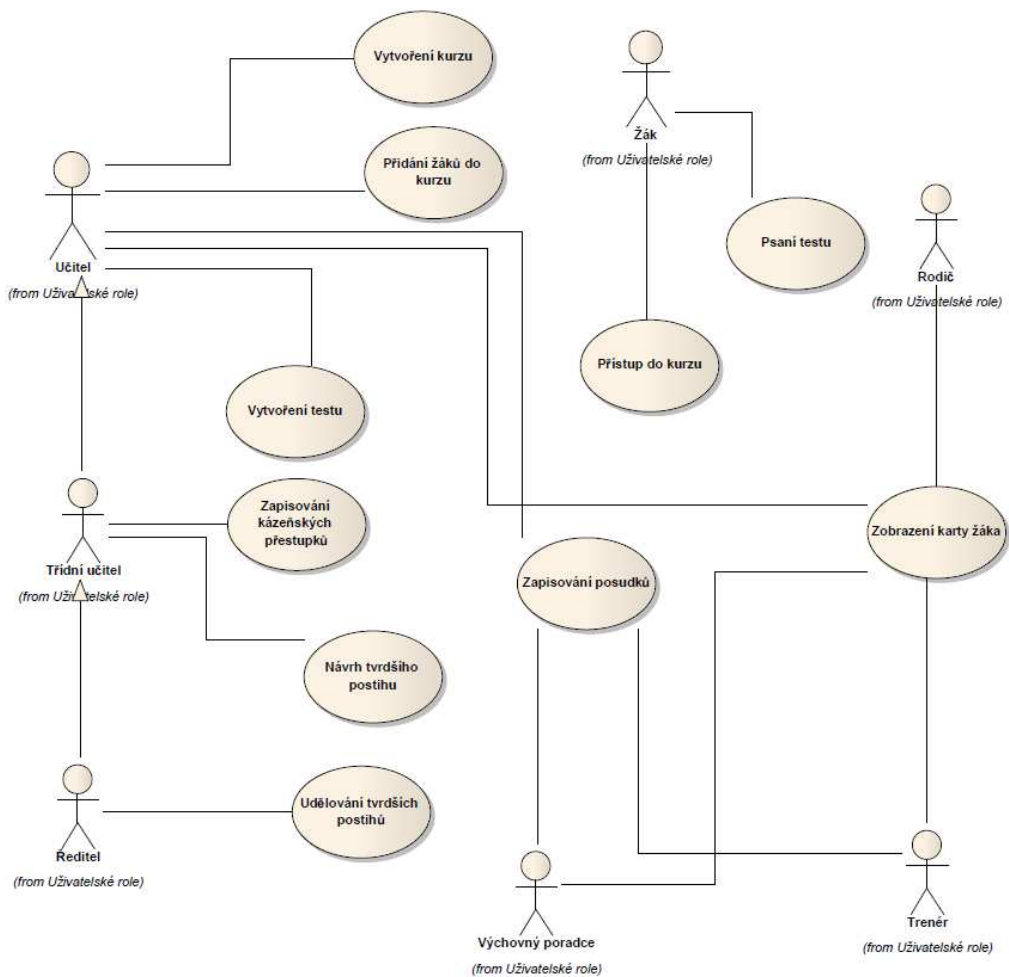 Vytvoření kurzu
Žák
(from Uživatelské role)
Přidání žáků do
kurzu
Psaní testu
Učitel
(from Uživatelské role)
Rodič
(from Uživatelské role)
Přístup do kurzu
Vytvoření testu
Zapisování
kázeňských
přestupků
Zobrazení karty žáka
Třídní učitel
(from Uživatelské role)
Zapisování posudků
Návrh tvrdšího
postihu
Udělování tvrdších
postihů
Ředitel
(from Uživatelské role)
Výchovný poradce
(from Uživatelské role)
Trenér
(from Uživatelské role)